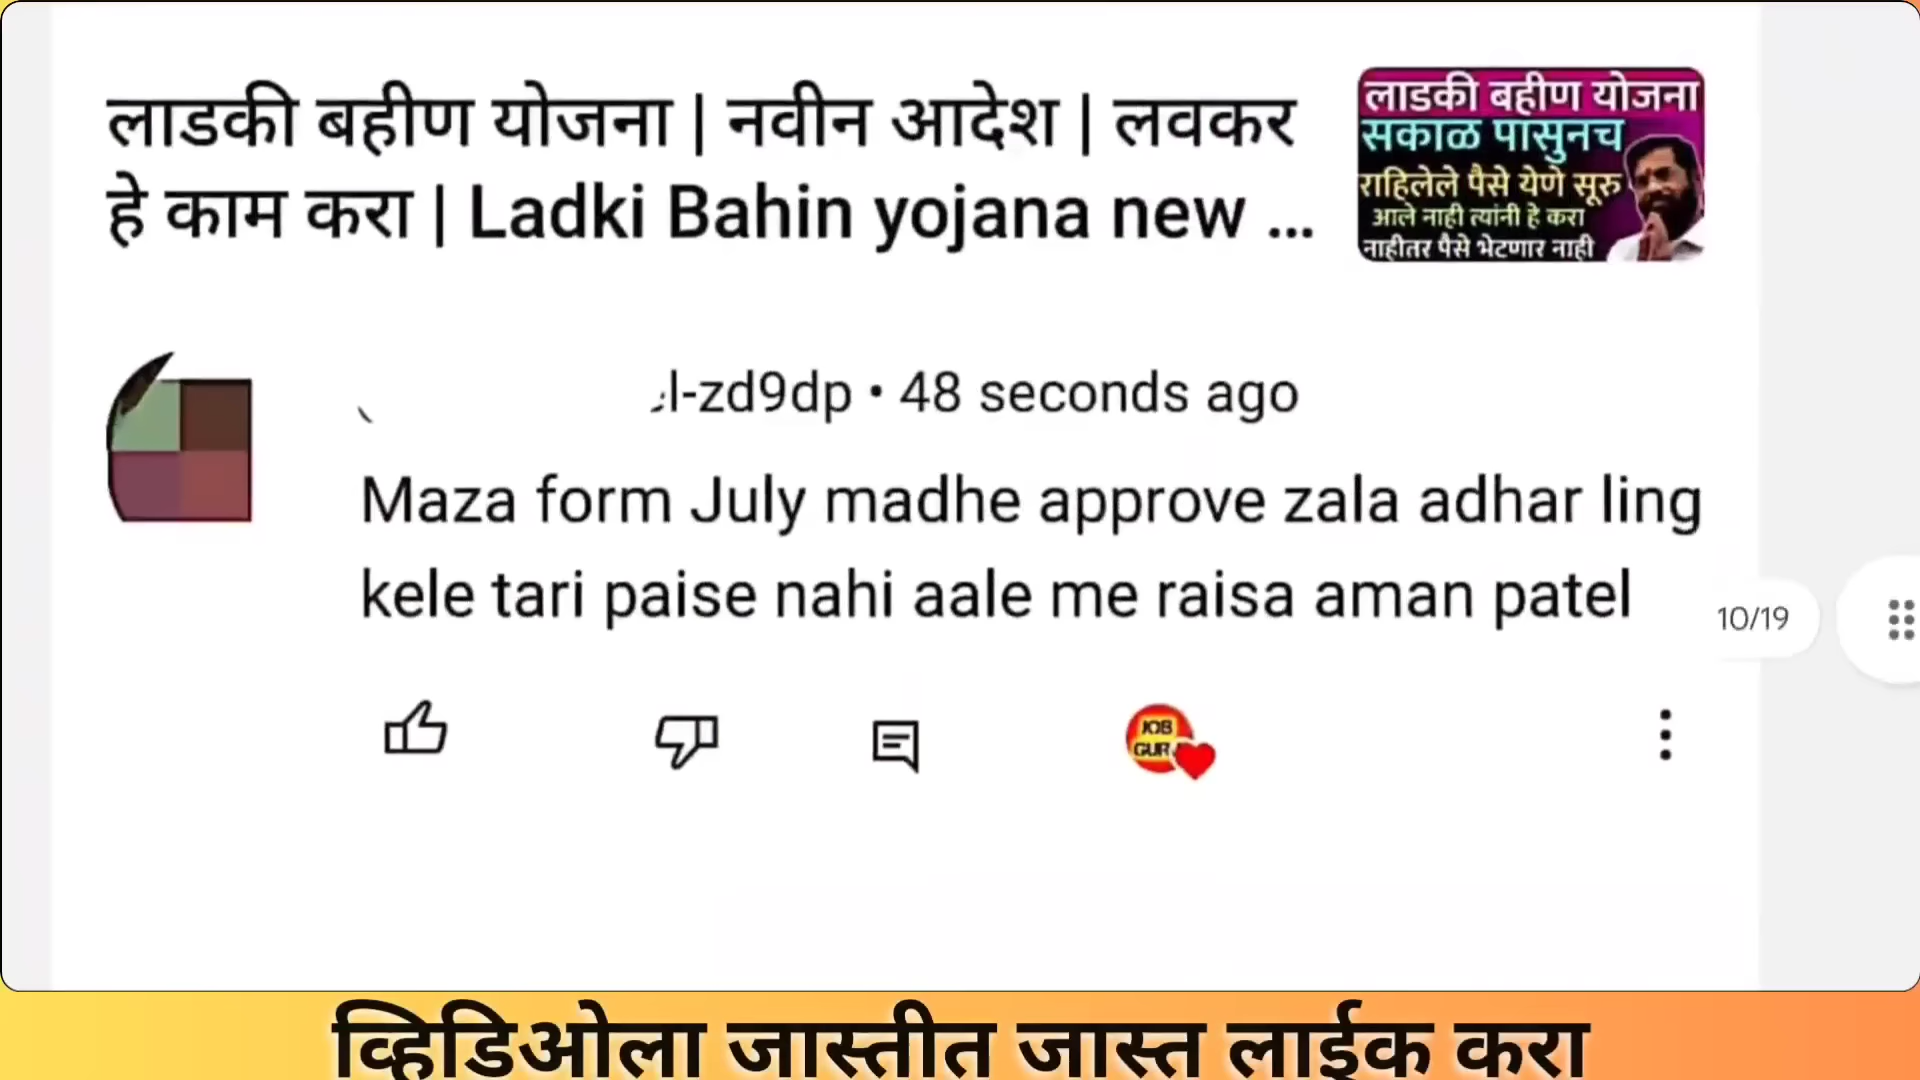 लाडकी बहीण योजना | नवीन आदेश | लवकर
हे काम करा | Ladki Bahin yojana new ...
लाडकी बहीण योजना
सकाळ पासुनच
राहिलेले पैसे येणे सूरु
आले नाही त्यांनी हे करा
नाहीतर पैसे भेटणार नाही
l-zd9dp • 48 seconds ago
Maza form July madhe approve zala adhar ling
kele tari paise nahi aale me raisa aman patel
10/19
JOB
GUR
व्हिडिओला जास्तीत जास्त लाईक करा